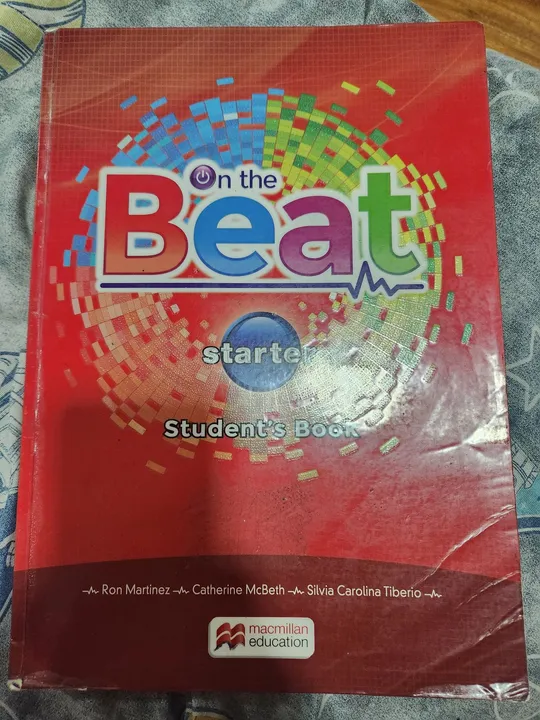 On the
Beat
starter
Student's Book
Ron Martinez Catherine McBeth Silvia Carolina Tiberio
macmillan
education